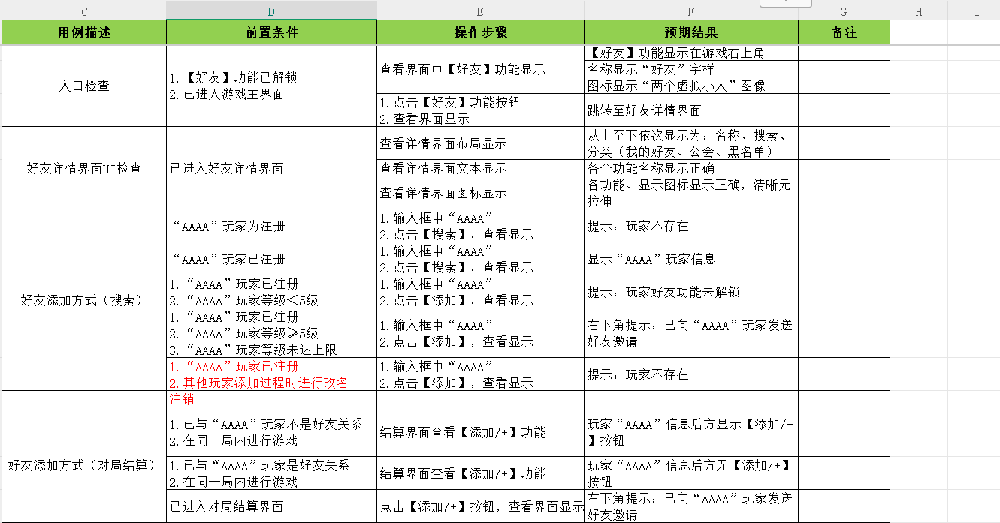 C D E F G H I
用例描述 前置条件 操作步骤 预期结果 备注
入口检查
1.【好友】功能已解锁
2.已进入游戏主界面
查看界面中【好友】功能显示
【好友】功能显示在游戏右上角
名称显示“好友”字样
图标显示“两个虚拟小人”图像
1.点击【好友】功能按钮
2.查看界面显示
跳转至好友详情界面
好友详情界面UI检查
已进入好友详情界面
查看详情界面布局显示
从上至下依次显示为：名称、搜索、
分类（我的好友、公会、黑名单）
查看详情界面文本显示
各个功能名称显示正确
查看详情界面图标显示
各功能、显示图标显示正确，清晰无
拉伸
好友添加方式（搜索）
“AAAA”玩家为注册
1.输入框中“AAAA”
2.点击【搜索】，查看显示
提示：玩家不存在
“AAAA”玩家已注册
1.输入框中“AAAA”
2.点击【搜索】，查看显示
显示“AAAA”玩家信息
1.“AAAA”玩家已注册
2.“AAAA”玩家等级＜5级
1.输入框中“AAAA”
2.点击【添加】，查看显示
提示：玩家好友功能未解锁
1.“AAAA”玩家已注册
2.“AAAA”玩家等级≥5级
3.“AAAA”玩家等级未达上限
1.输入框中“AAAA”
2.点击【添加】，查看显示
右下角提示：已向“AAAA”玩家发送
好友邀请
1.“AAAA”玩家已注册
2.其他玩家添加过程时进行改名
1.输入框中“AAAA”
2.点击【添加】，查看显示
提示：玩家不存在
注销
好友添加方式（对局结算）
1.已与“AAAA”玩家不是好友关系
2.在同一局内进行游戏
结算界面查看【添加/+】功能
玩家“AAAA”信息后方显示【添加/+
】按钮
1.已与“AAAA”玩家是好友关系
2.在同一局内进行游戏
结算界面查看【添加/+】功能
玩家“AAAA”信息后方无【添加/+】
按钮
已进入对局结算界面
点击【添加/+】按钮，查看界面显示
右下角提示：已向“AAAA”玩家发送
好友邀请